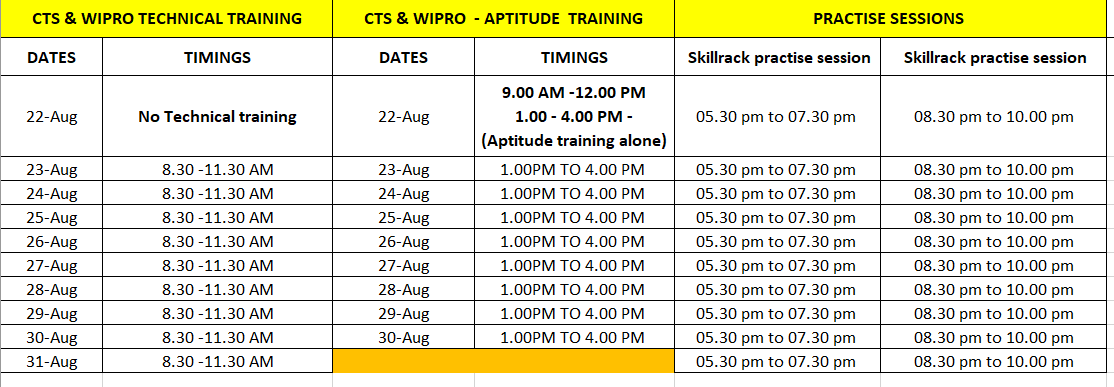 CTS & WIPRO TECHNICAL TRAINING CTS & WIPRO - APTITUDE TRAINING PRACTISE SESSIONS
DATES TIMINGS DATES TIMINGS Skillrack practise session Skillrack practise session
22-Aug No Technical training 22-Aug 9.00 AM -12.00 PM
1.00 - 4.00 PM -
(Aptitude training alone) 05.30 pm to 07.30 pm 08.30 pm to 10.00 pm
23-Aug 8.30 -11.30 AM 23-Aug 1.00PM TO 4.00 PM 05.30 pm to 07.30 pm 08.30 pm to 10.00 pm
24-Aug 8.30 -11.30 AM 24-Aug 1.00PM TO 4.00 PM 05.30 pm to 07.30 pm 08.30 pm to 10.00 pm
25-Aug 8.30 -11.30 AM 25-Aug 1.00PM TO 4.00 PM 05.30 pm to 07.30 pm 08.30 pm to 10.00 pm
26-Aug 8.30 -11.30 AM 26-Aug 1.00PM TO 4.00 PM 05.30 pm to 07.30 pm 08.30 pm to 10.00 pm
27-Aug 8.30 -11.30 AM 27-Aug 1.00PM TO 4.00 PM 05.30 pm to 07.30 pm 08.30 pm to 10.00 pm
28-Aug 8.30 -11.30 AM 28-Aug 1.00PM TO 4.00 PM 05.30 pm to 07.30 pm 08.30 pm to 10.00 pm
29-Aug 8.30 -11.30 AM 29-Aug 1.00PM TO 4.00 PM 05.30 pm to 07.30 pm 08.30 pm to 10.00 pm
30-Aug 8.30 -11.30 AM 30-Aug 1.00PM TO 4.00 PM 05.30 pm to 07.30 pm 08.30 pm to 10.00 pm
31-Aug 8.30 -11.30 AM 05.30 pm to 07.30 pm 08.30 pm to 10.00 pm